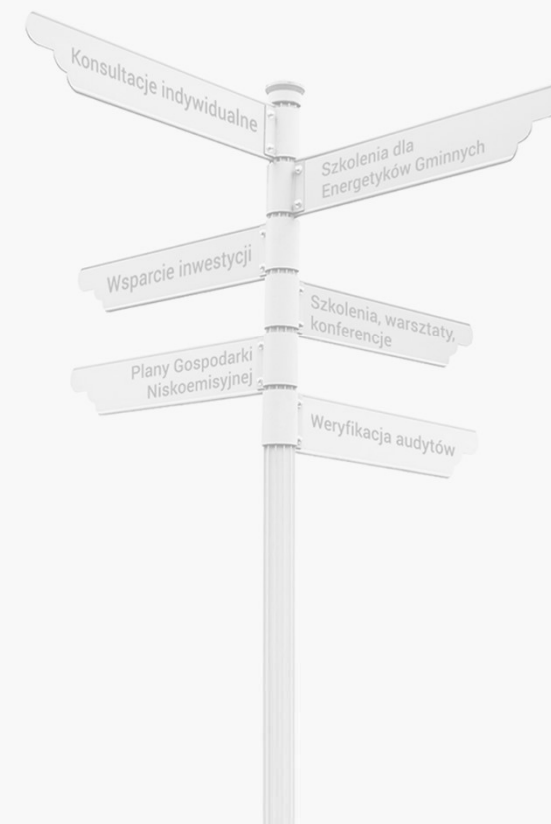 Konsultacje indywidualne
Szkolenia dla
Energetyków Gminnych
Wsparcie inwestycji
Szkolenia, warsztaty,
konferencje
Plany Gospodarki
Niskoemisyjnej
Weryfikacja audytów